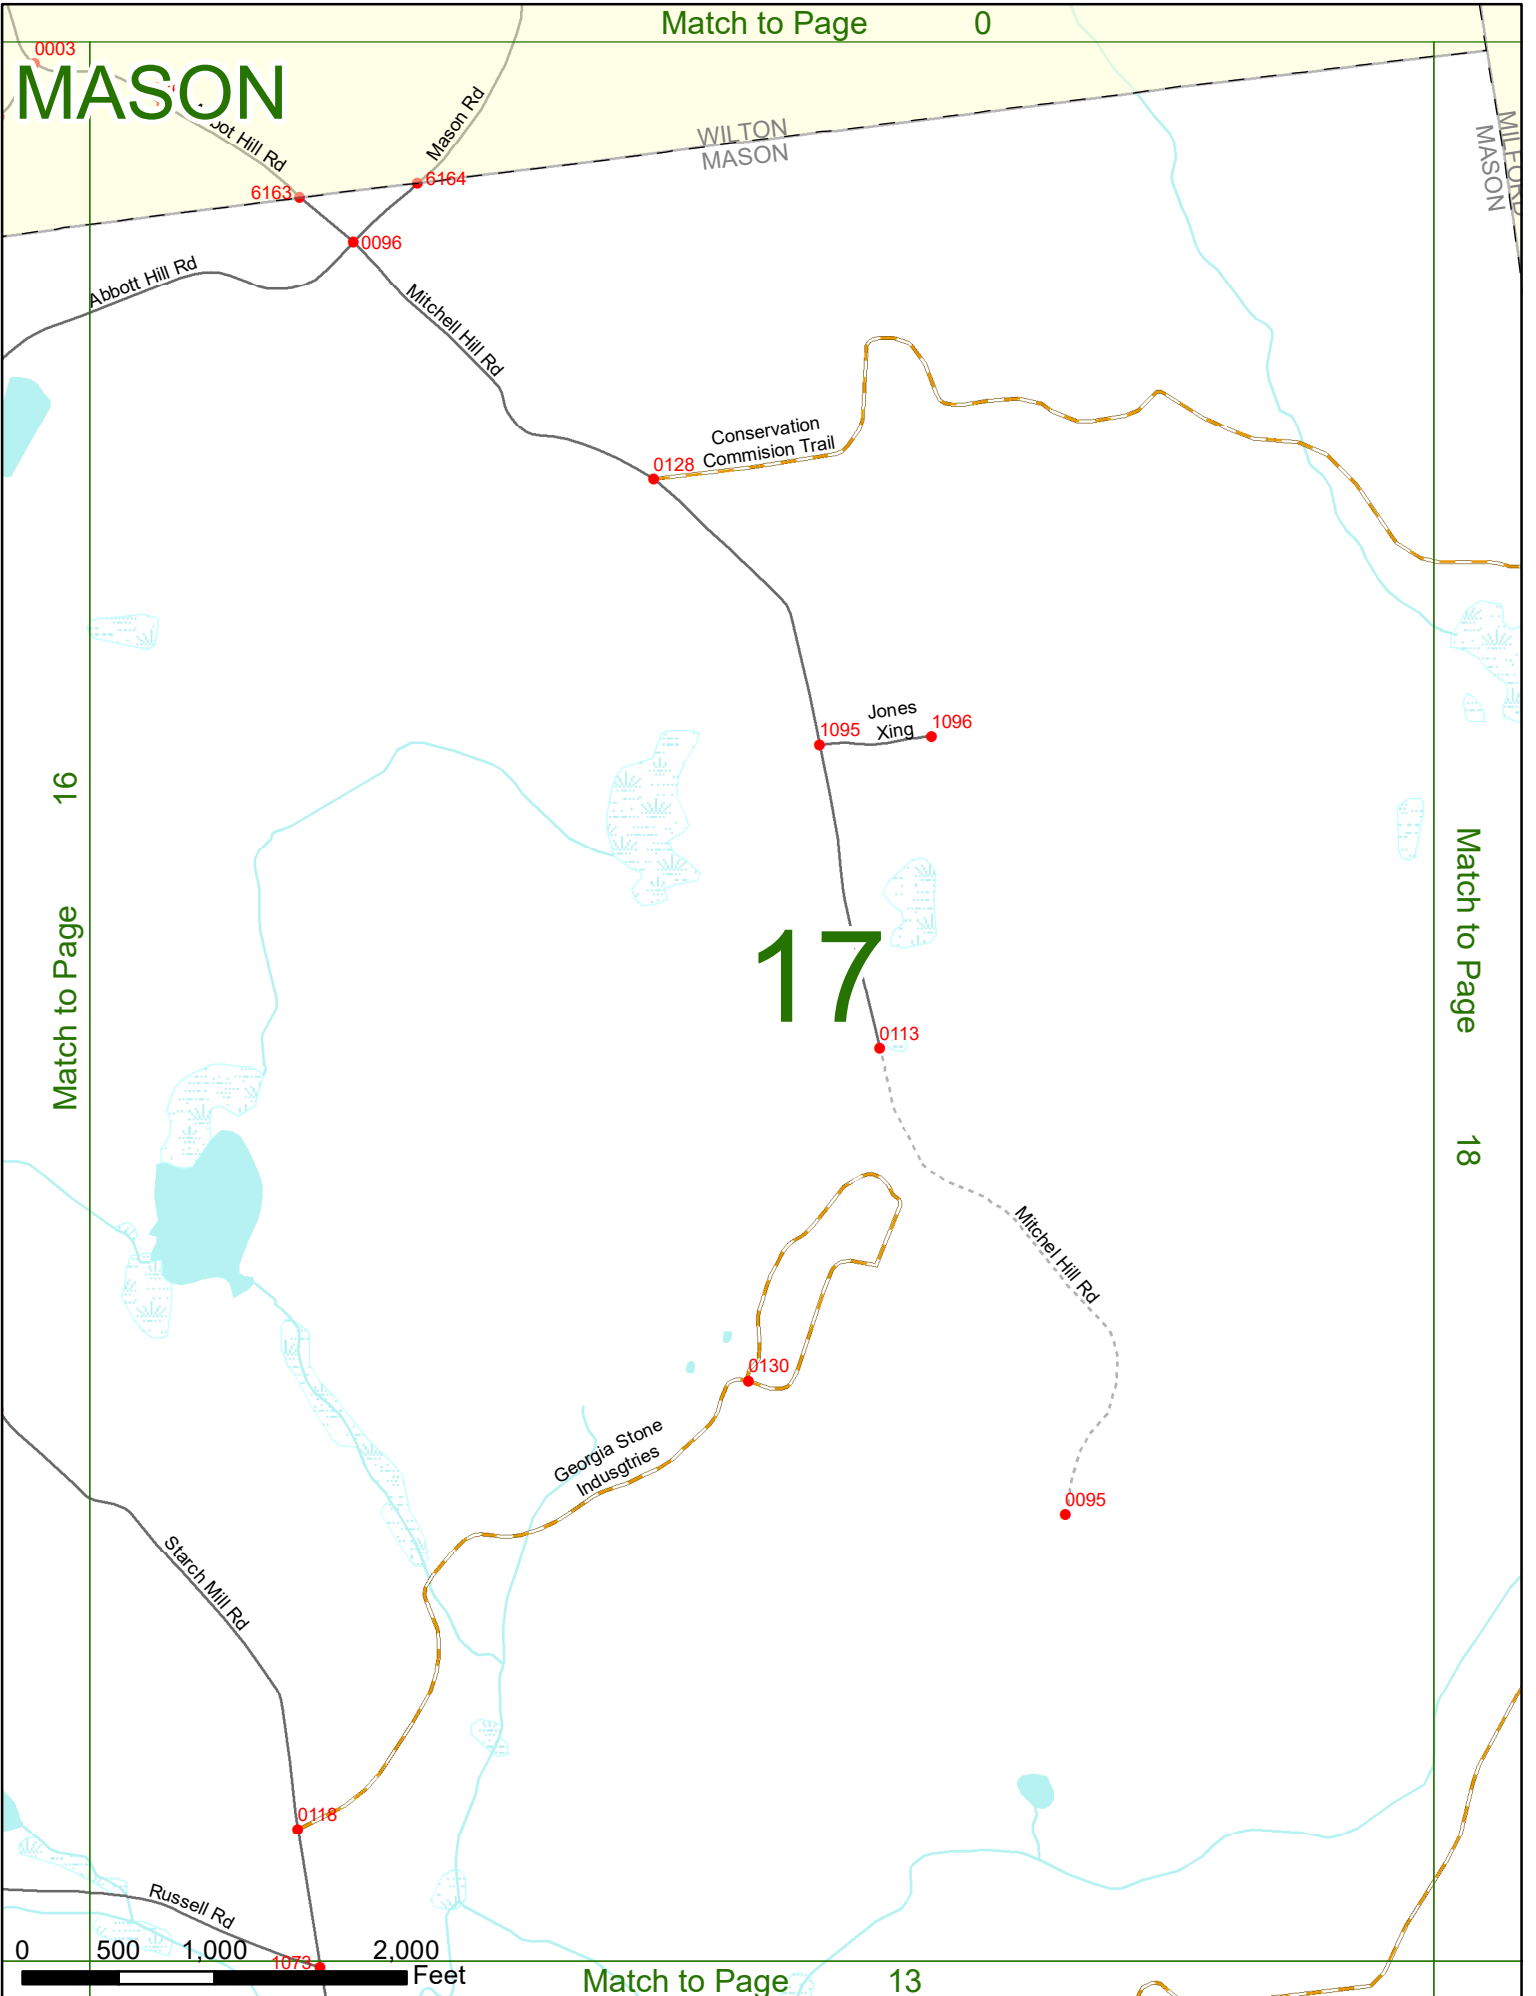 Match to Page 0
0003
MASON
bot Hill Rd
Mason Rd
WILTON
MASON
MILFORD
MASON
6163
6164
0096
Abbott Hill Rd
Mitchell Hill Rd
Conservation
Commision Trail
0128
Jones
Xing
1095
1096
Match to Page 16
Match to Page 18
17
0113
Mitchel Hill Rd
0130
Georgia Stone
Indusgtries
0095
Starch Mill Rd
0118
Russell Rd
1073
0 500 1,000 2,000
Feet
Match to Page 13